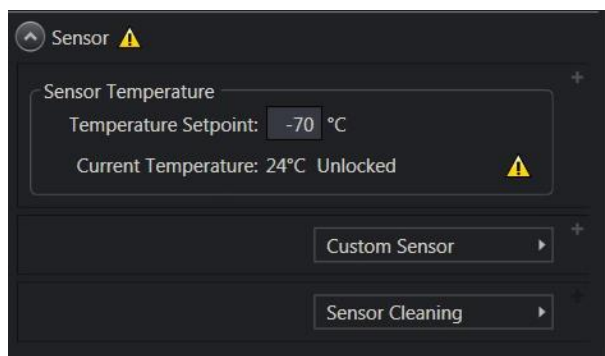 Sensor
Sensor Temperature
Temperature Setpoint: -70 °C
Current Temperature: 24°C Unlocked
Custom Sensor
Sensor Cleaning